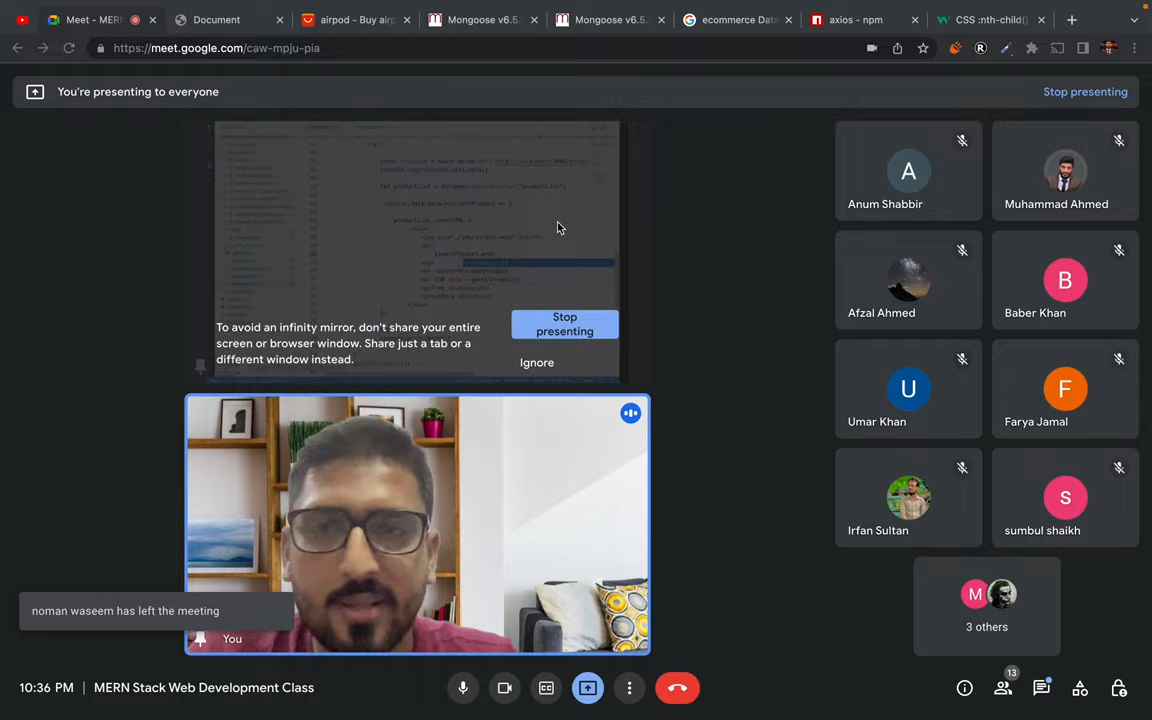 Meet - MERN
Document
airpod - Buy airp
Mongoose v6.5.
Mongoose v6.5.
ecommerce Data
axios - npm
CSS :nth-child()
https://meet.google.com/caw-mpju-pia
You're presenting to everyone
Stop presenting
To avoid an infinity mirror, don't share your entire
screen or browser window. Share just a tab or a
different window instead.
Stop
presenting
Ignore
A
Anum Shabbir
Muhammad Ahmed
Afzal Ahmed
B
Baber Khan
U
Umar Khan
F
Farya Jamal
Irfan Sultan
s
sumbul shaikh
M
3 others
noman waseem has left the meeting
You
10:36 PM | MERN Stack Web Development Class
13